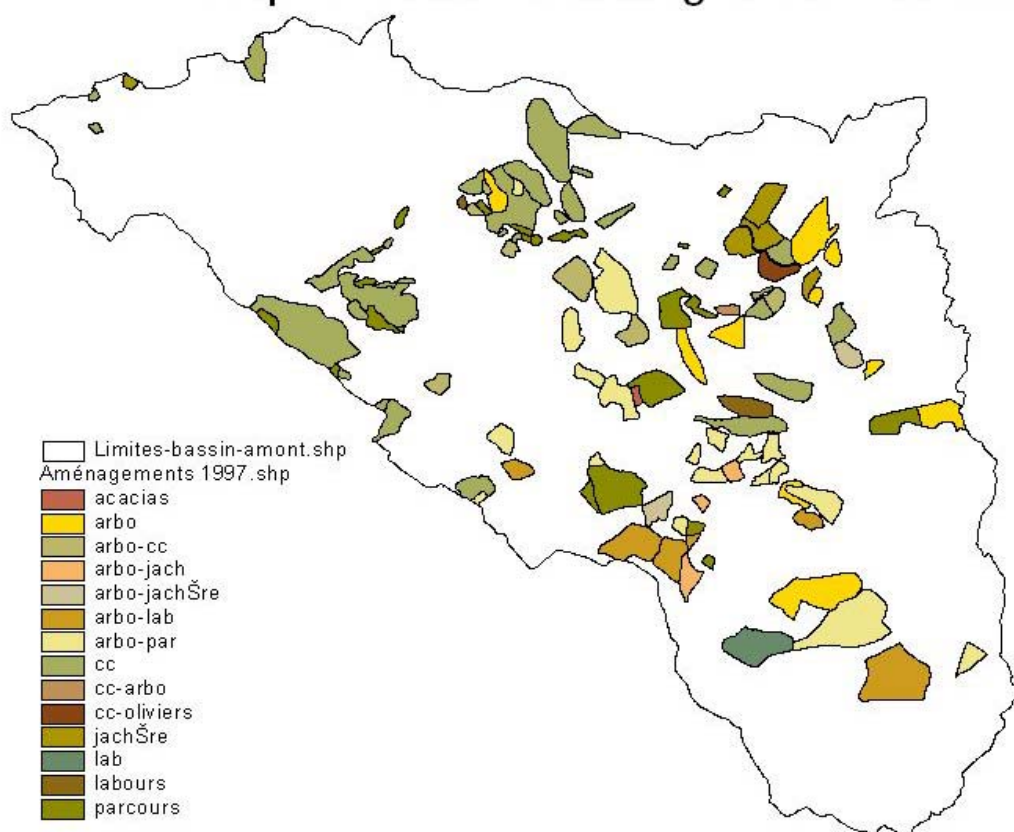 Limites-bassin-amont.shp
Aménagements 1997.shp
acacias
arbo
arbo-cc
arbo-jach
arbo-jachŠre
arbo-lab
arbo-par
cc
cc-arbo
cc-oliviers
jachŠre
lab
labours
parcours